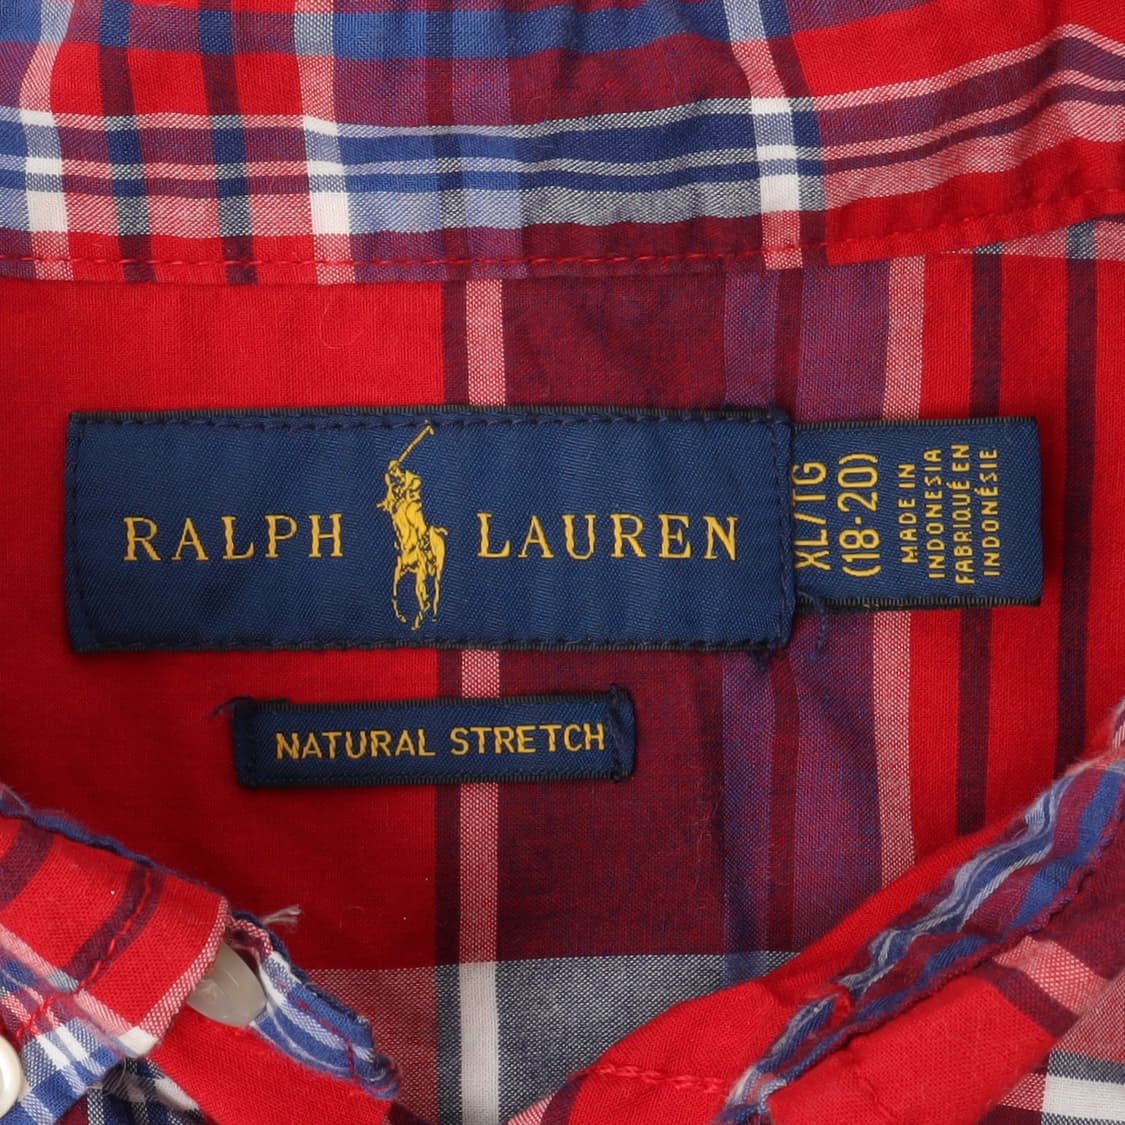 RALPH LAUREN
XL/TG
(18-20)
MADE IN
INDONESIA
FABRIQUÉ EN
INDONÉSIE
NATURAL STRETCH